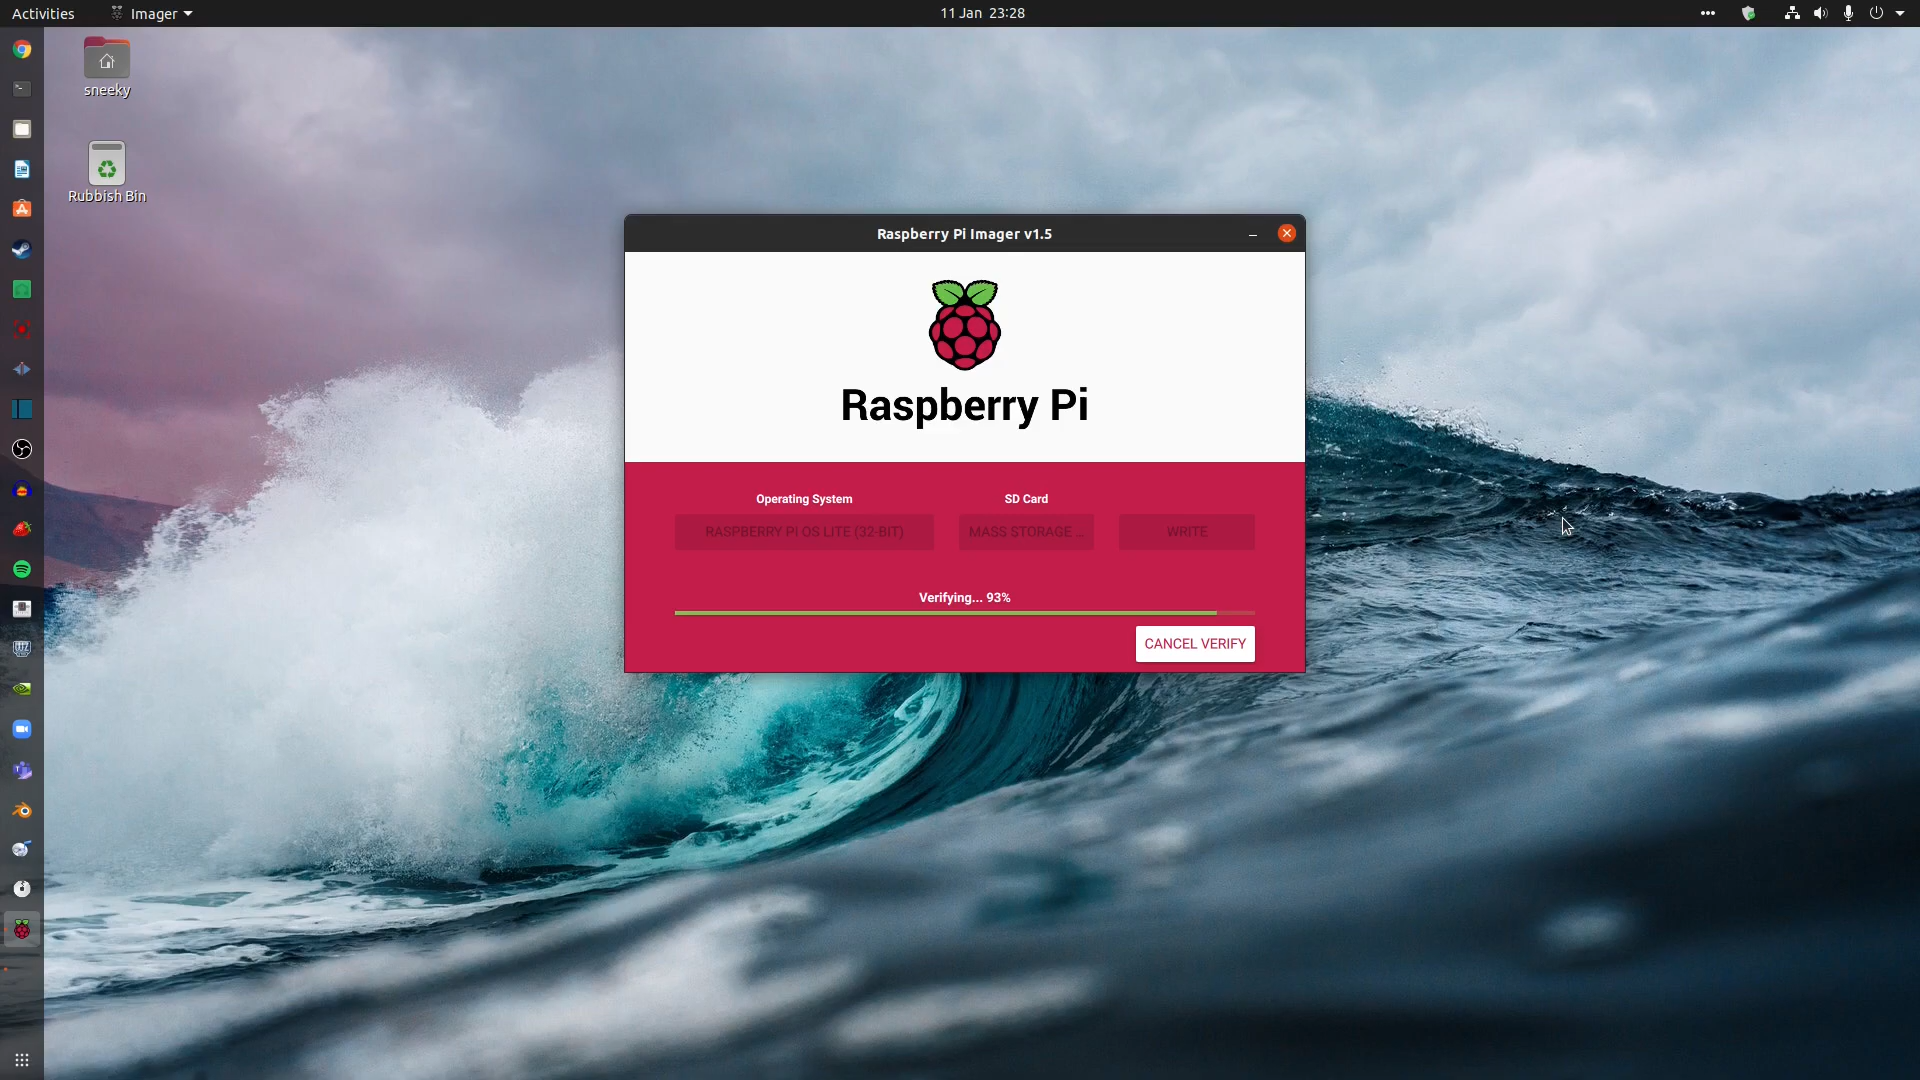 Activities
Imager
11 Jan 23:28
sneeky
Rubbish Bin
Raspberry Pi Imager v1.5
Raspberry Pi
Operating System
SD Card
RASPBERRY PI OS LITE (32-BIT)
MASS STORAGE ...
WRITE
Verifying... 93%
CANCEL VERIFY